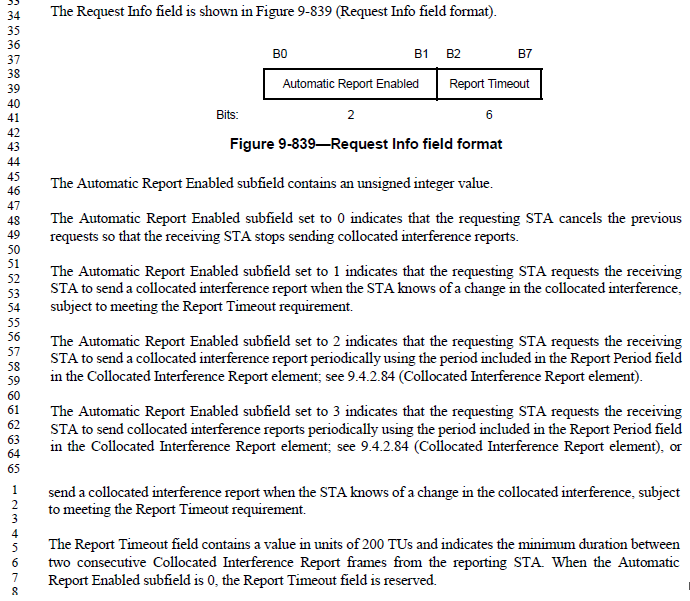 33
34 The Request Info field is shown in Figure 9-839 (Request Info field format).
35
36
37 B0 B1 B2 B7
38
39 Automatic Report Enabled Report Timeout
40
41 Bits: 2 6
42
43 Figure 9-839—Request Info field format
44
45 The Automatic Report Enabled subfield contains an unsigned integer value.
46
47
48 The Automatic Report Enabled subfield set to 0 indicates that the requesting STA cancels the previous
49 requests so that the receiving STA stops sending collocated interference reports.
50
51 The Automatic Report Enabled subfield set to 1 indicates that the requesting STA requests the receiving
52
53 STA to send a collocated interference report when the STA knows of a change in the collocated interference,
54 subject to meeting the Report Timeout requirement.
55
56 The Automatic Report Enabled subfield set to 2 indicates that the requesting STA requests the receiving
57
58 STA to send a collocated interference report periodically using the period included in the Report Period field
59 in the Collocated Interference Report element; see 9.4.2.84 (Collocated Interference Report element).
60
61 The Automatic Report Enabled subfield set to 3 indicates that the requesting STA requests the receiving
62 STA to send collocated interference reports periodically using the period included in the Report Period field
63
64 in the Collocated Interference Report element; see 9.4.2.84 (Collocated Interference Report element), or
65
1 send a collocated interference report when the STA knows of a change in the collocated interference, subject
2 to meeting the Report Timeout requirement.
3
4
5 The Report Timeout field contains a value in units of 200 TUs and indicates the minimum duration between
6 two consecutive Collocated Interference Report frames from the reporting STA. When the Automatic
7 Report Enabled subfield is 0, the Report Timeout field is reserved.
8